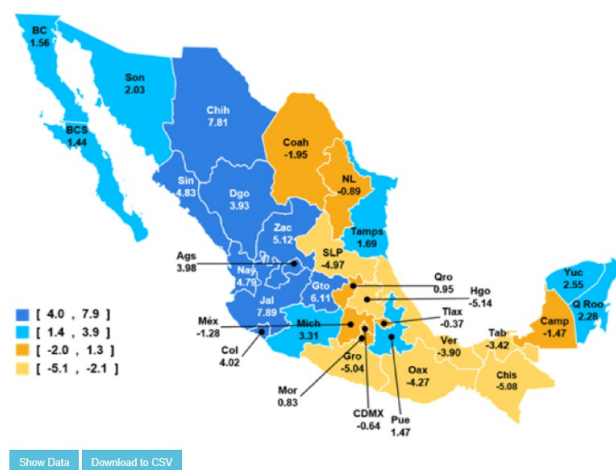 BC
1.56
Son
2.03
Chih
7.81
BCS
1.44
Coah
-1.95
NL
-0.89
Sin
4.83
Dgo
3.93
Zac
5.12
Tamps
1.69
SLP
-4.97
Ags
3.98
Nay
4.79
Gto
6.11
Qro
0.95
Hgo
-5.14
Yuc
2.55
Q Roo
2.28
Jal
7.89
Mich
3.31
Méx
-1.28
Col
4.02
Tlax
-0.37
Ver
-3.90
Tab
-3.42
Camp
-1.47
Gro
-5.04
Oax
-4.27
Chis
-5.08
Mor
0.83
CDMX
-0.64
Pue
1.47
[ 4.0 , 7.9 ]
[ 1.4 , 3.9 ]
[ -2.0 , 1.3 ]
[ -5.1 , -2.1 ]
Show Data
Download to CSV